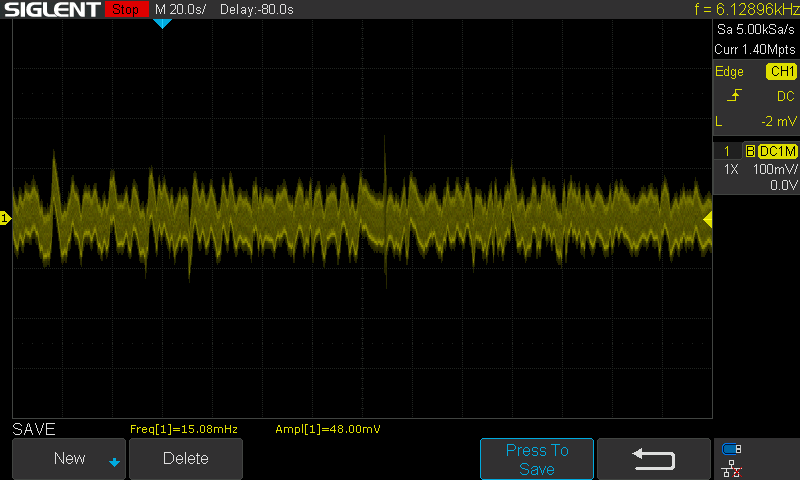 SIGLENT Stop M 20.0s/ Delay:-80.0s f = 6.12896kHz
Sa 5.00kSa/s
Curr 1.40Mpts
Edge CH1
DC
L -2 mV
1 B DC1M
1X 100mV/
0.0V
1
SAVE Freq[1]=15.08mHz Ampl[1]=48.00mV
New Delete Press To
Save